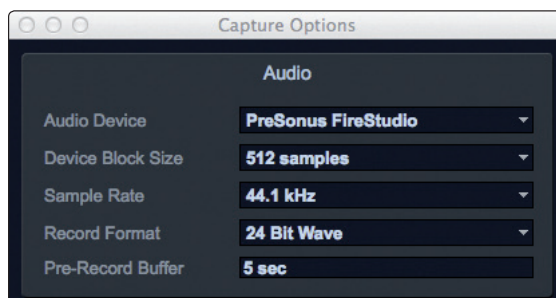 Capture Options
Audio
Audio Device PreSonus FireStudio
Device Block Size 512 samples
Sample Rate 44.1 kHz
Record Format 24 Bit Wave
Pre-Record Buffer 5 sec